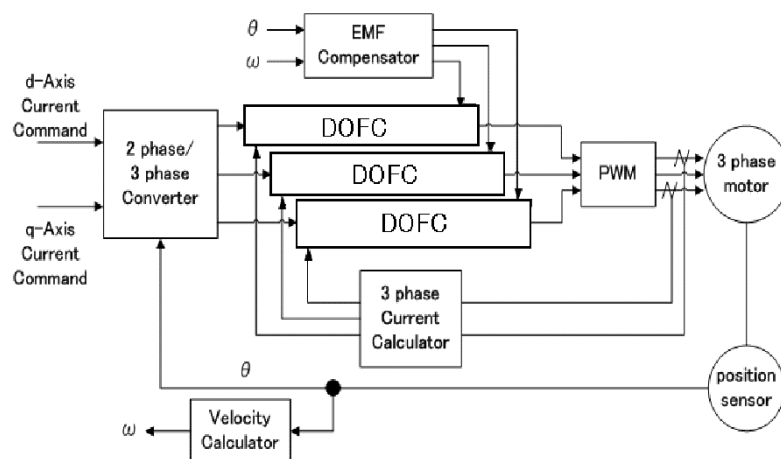 θ
ω
EMF
Compensator
d-Axis
Current
Command
2 phase/
3 phase
Converter
q-Axis
Current
Command
DOFC
DOFC
DOFC
PWM
3 phase
motor
3 phase
Current
Calculator
θ
position
sensor
Velocity
Calculator
ω